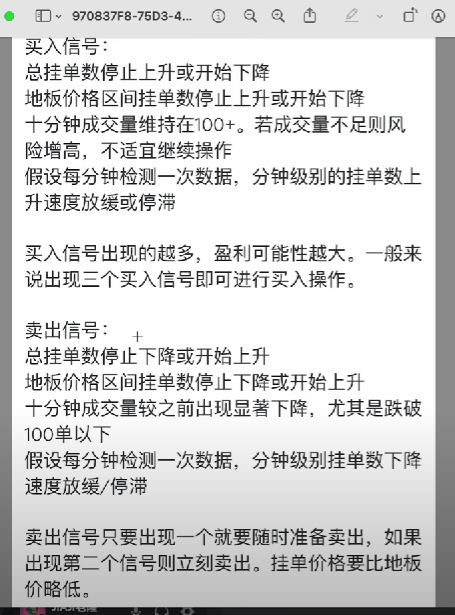 970837F8-75D3-4...
买入信号：
总挂单数停止上升或开始下降
地板价格区间挂单数停止上升或开始下降
十分钟成交量维持在100+。若成交量不足则风
险增高，不适宜继续操作
假设每分钟检测一次数据，分钟级别的挂单数上
升速度放缓或停滞
买入信号出现的越多，盈利可能性越大。一般来
说出现三个买入信号即可进行买入操作。
卖出信号：
总挂单数停止下降或开始上升
地板价格区间挂单数停止下降或开始上升
十分钟成交量较之前出现显著下降，尤其是跌破
100单以下
假设每分钟检测一次数据，分钟级别挂单数下降
速度放缓/停滞
卖出信号只要出现一个就要随时准备卖出，如果
出现第二个信号则立刻卖出。挂单价格要比地板
价略低。